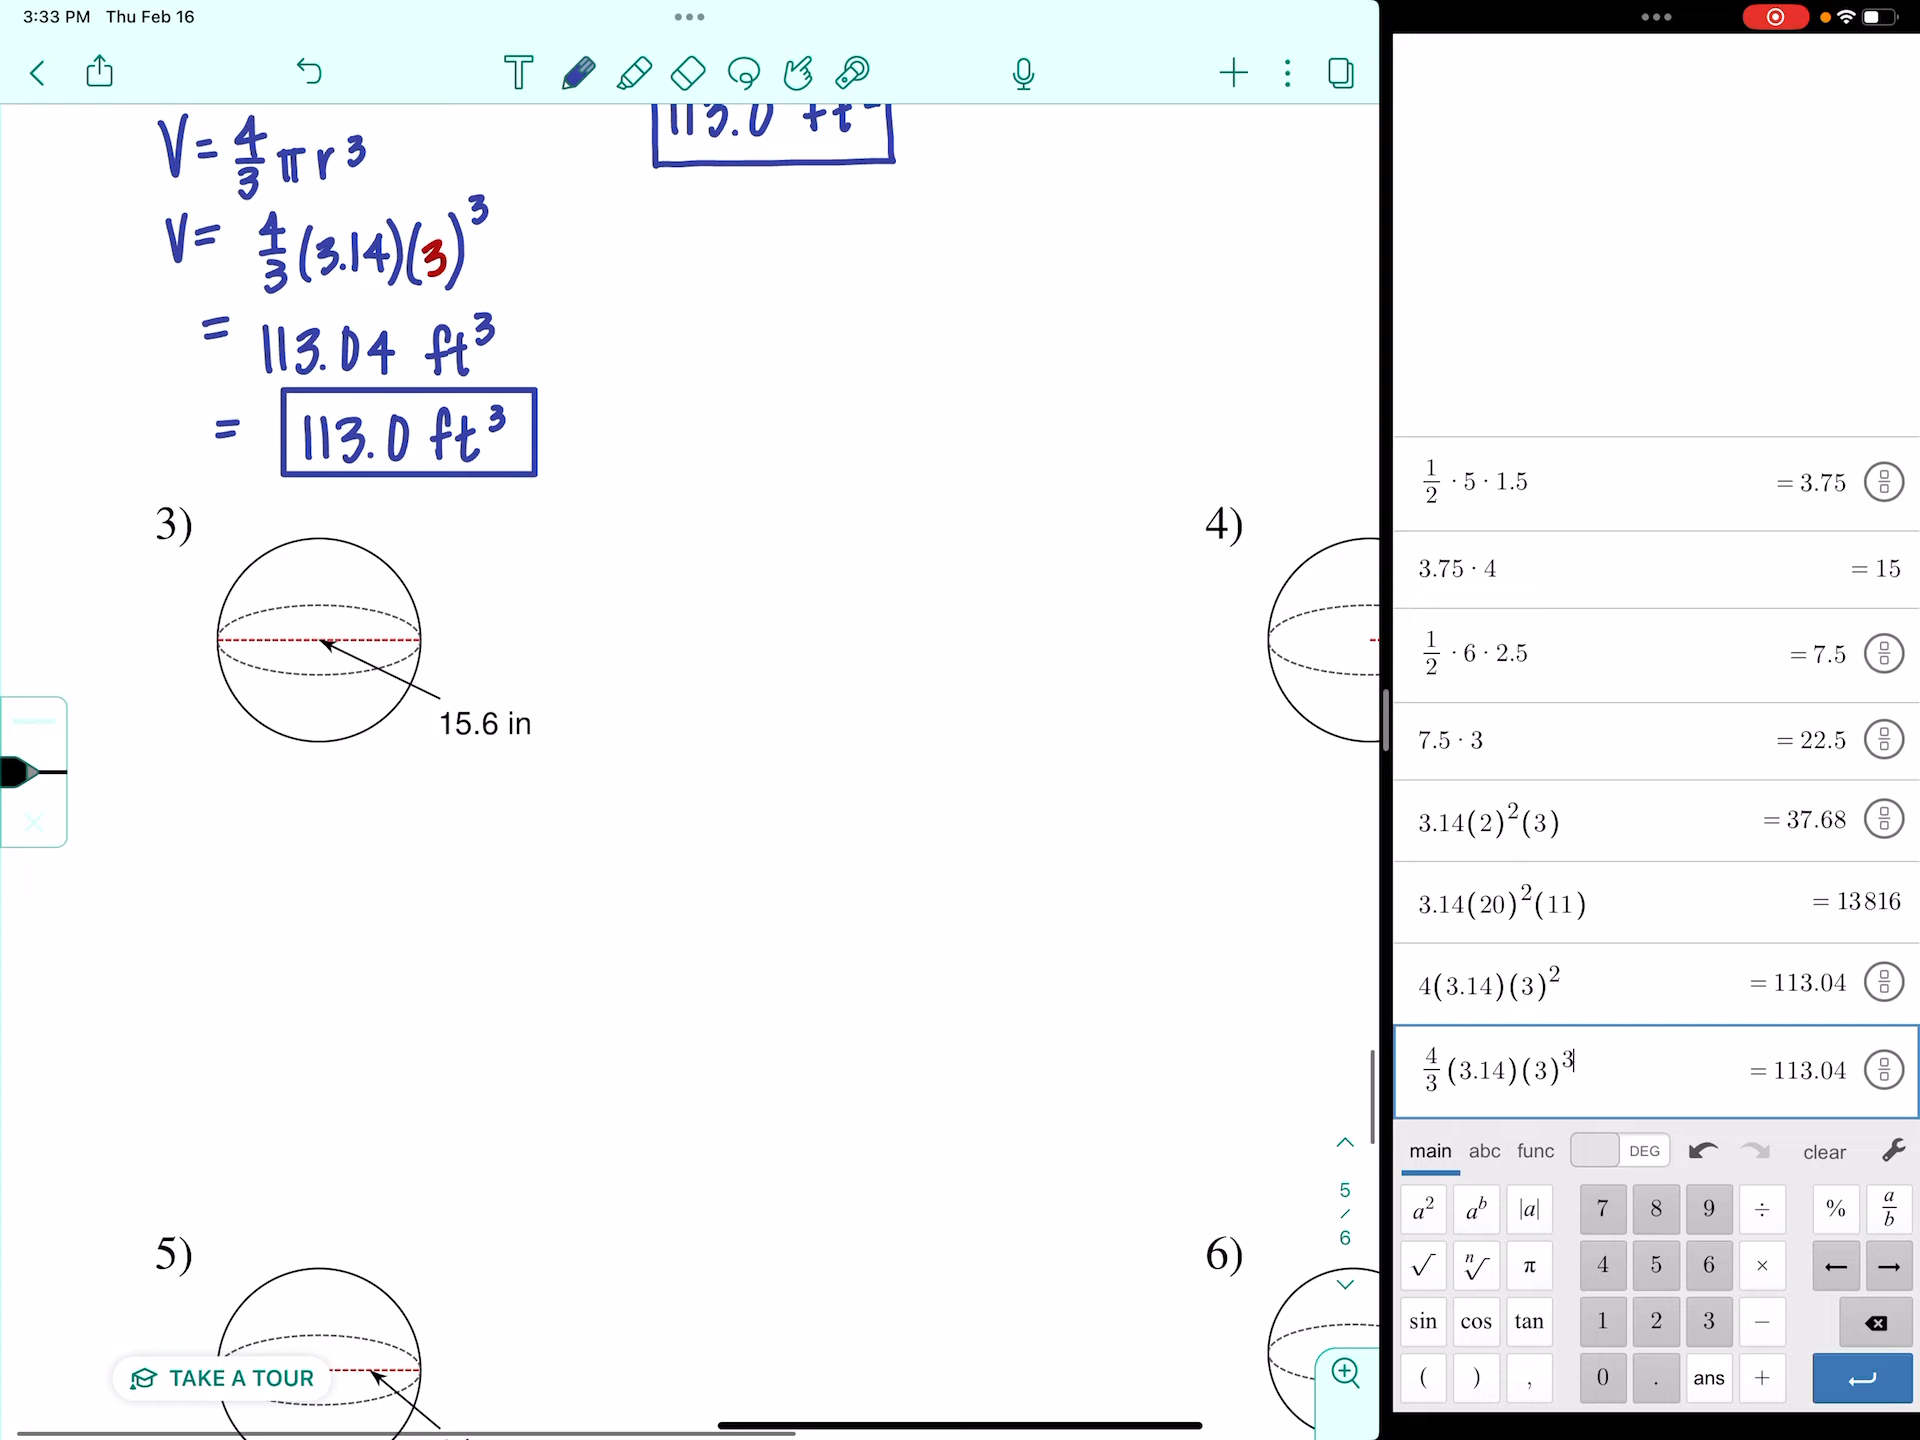 3:33 PM Thu Feb 16
113.0 ft
V = 4/3 π r³
V = 4/3 (3.14)(3)³
= 113.04 ft³
= 113.0 ft³
3)
4)
15.6 in
5)
6)
5
/
6
TAKE A TOUR
1/2 · 5 · 1.5 = 3.75
3.75 · 4 = 15
1/2 · 6 · 2.5 = 7.5
7.5 · 3 = 22.5
3.14(2)²(3) = 37.68
3.14(20)²(11) = 13816
4(3.14)(3)² = 113.04
4/3 (3.14)(3)³ = 113.04
main abc func DEG clear
a² aᵇ |a| 7 8 9 ÷ % a/b
√ ⁿ√ π 4 5 6 × ← →
sin cos tan 1 2 3 −
( ) , 0 . ans +